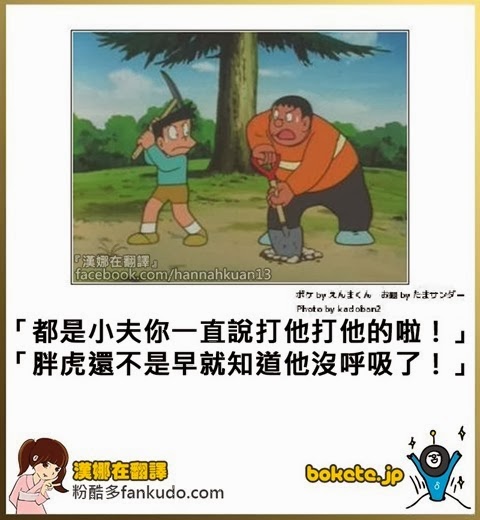 『漢娜在翻譯』
facebook.com/hannahkuan13
ボケ by えんまくん　お題 by たまサンダー
Photo by kadoban2
「都是小夫你一直說打他打他的啦！」
「胖虎還不是早就知道他沒呼吸了！」
漢娜在翻譯
粉酷多fankudo.com
bokete.jp